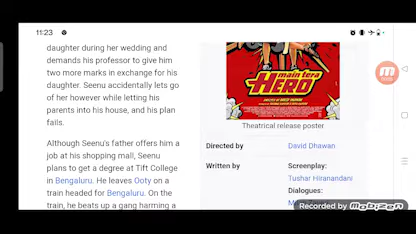 11:23
daughter during her wedding and
demands his professor to give him
two more marks in exchange for his
daughter. Seenu accidentally lets go
of her however while letting his
parents into his house, and his plan
fails.
Although Seenu's father offers him a
job at his shopping mall, Seenu
plans to get a degree at Tift College
in Bengaluru. He leaves Ooty on a
train headed for Bengaluru. On the
train, he beats up a gang harming a
main tera
HERO
Theatrical release poster
Directed by
David Dhawan
Written by
Screenplay:
Tushar Hiranandani
Dialogues:
Recorded by Mobizen